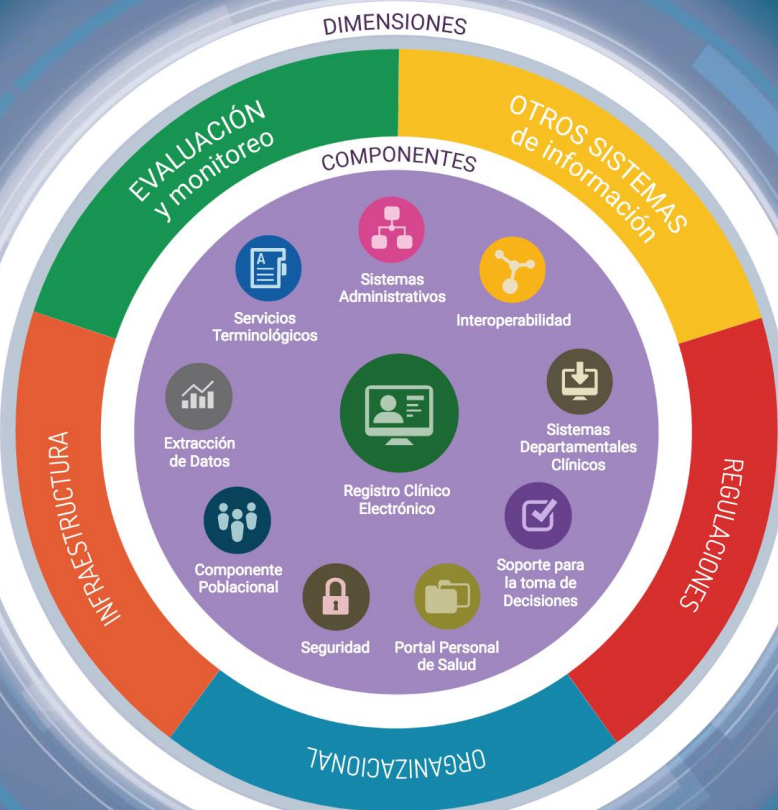 DIMENSIONES
EVALUACIÓN
y monitoreo
OTROS SISTEMAS
de información
COMPONENTES
Sistemas
Administrativos
Servicios
Terminológicos
Interoperabilidad
Extracción
de Datos
Registro Clínico
Electrónico
Sistemas
Departamentales
Clínicos
Componente
Poblacional
Soporte para
la toma de
Decisiones
Seguridad
Portal Personal
de Salud
INFRAESTRUCTURA
REGULACIONES
ORGANIZACIONAL
A